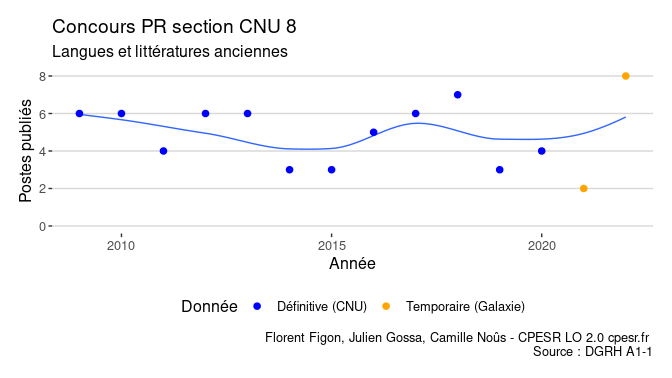 Concours PR section CNU 8
Langues et littératures anciennes
Postes publiés
8
6
4
2
0
2010 2015 2020
Année
Donnée Définitive (CNU) Temporaire (Galaxie)
Florent Figon, Julien Gossa, Camille Noûs - CPESR LO 2.0 cpesr.fr
Source : DGRH A1-1